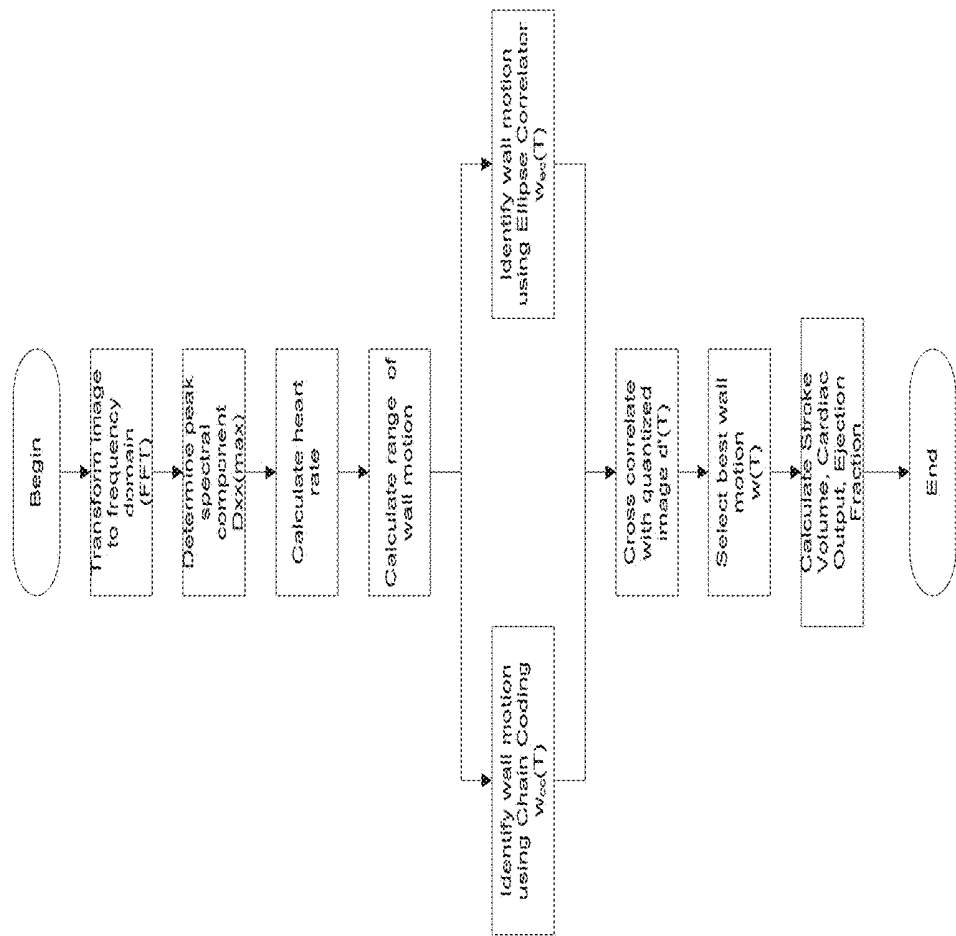 Begin
Transform image
to frequency
domain
(FFT)
Determine peak
spectral
component
Dxx(max)
Calculate heart
rate
Calculate range of
wall motion
Identify wall motion
using Chain Coding
wcc(T)
Identify wall motion
using Ellipse Correlator
wec(T)
Cross correlate
with quantized
image d'(T)
Select best wall
motion
w(T)
Calculate Stroke
Volume, Cardiac
Output, Ejection
Fraction
End